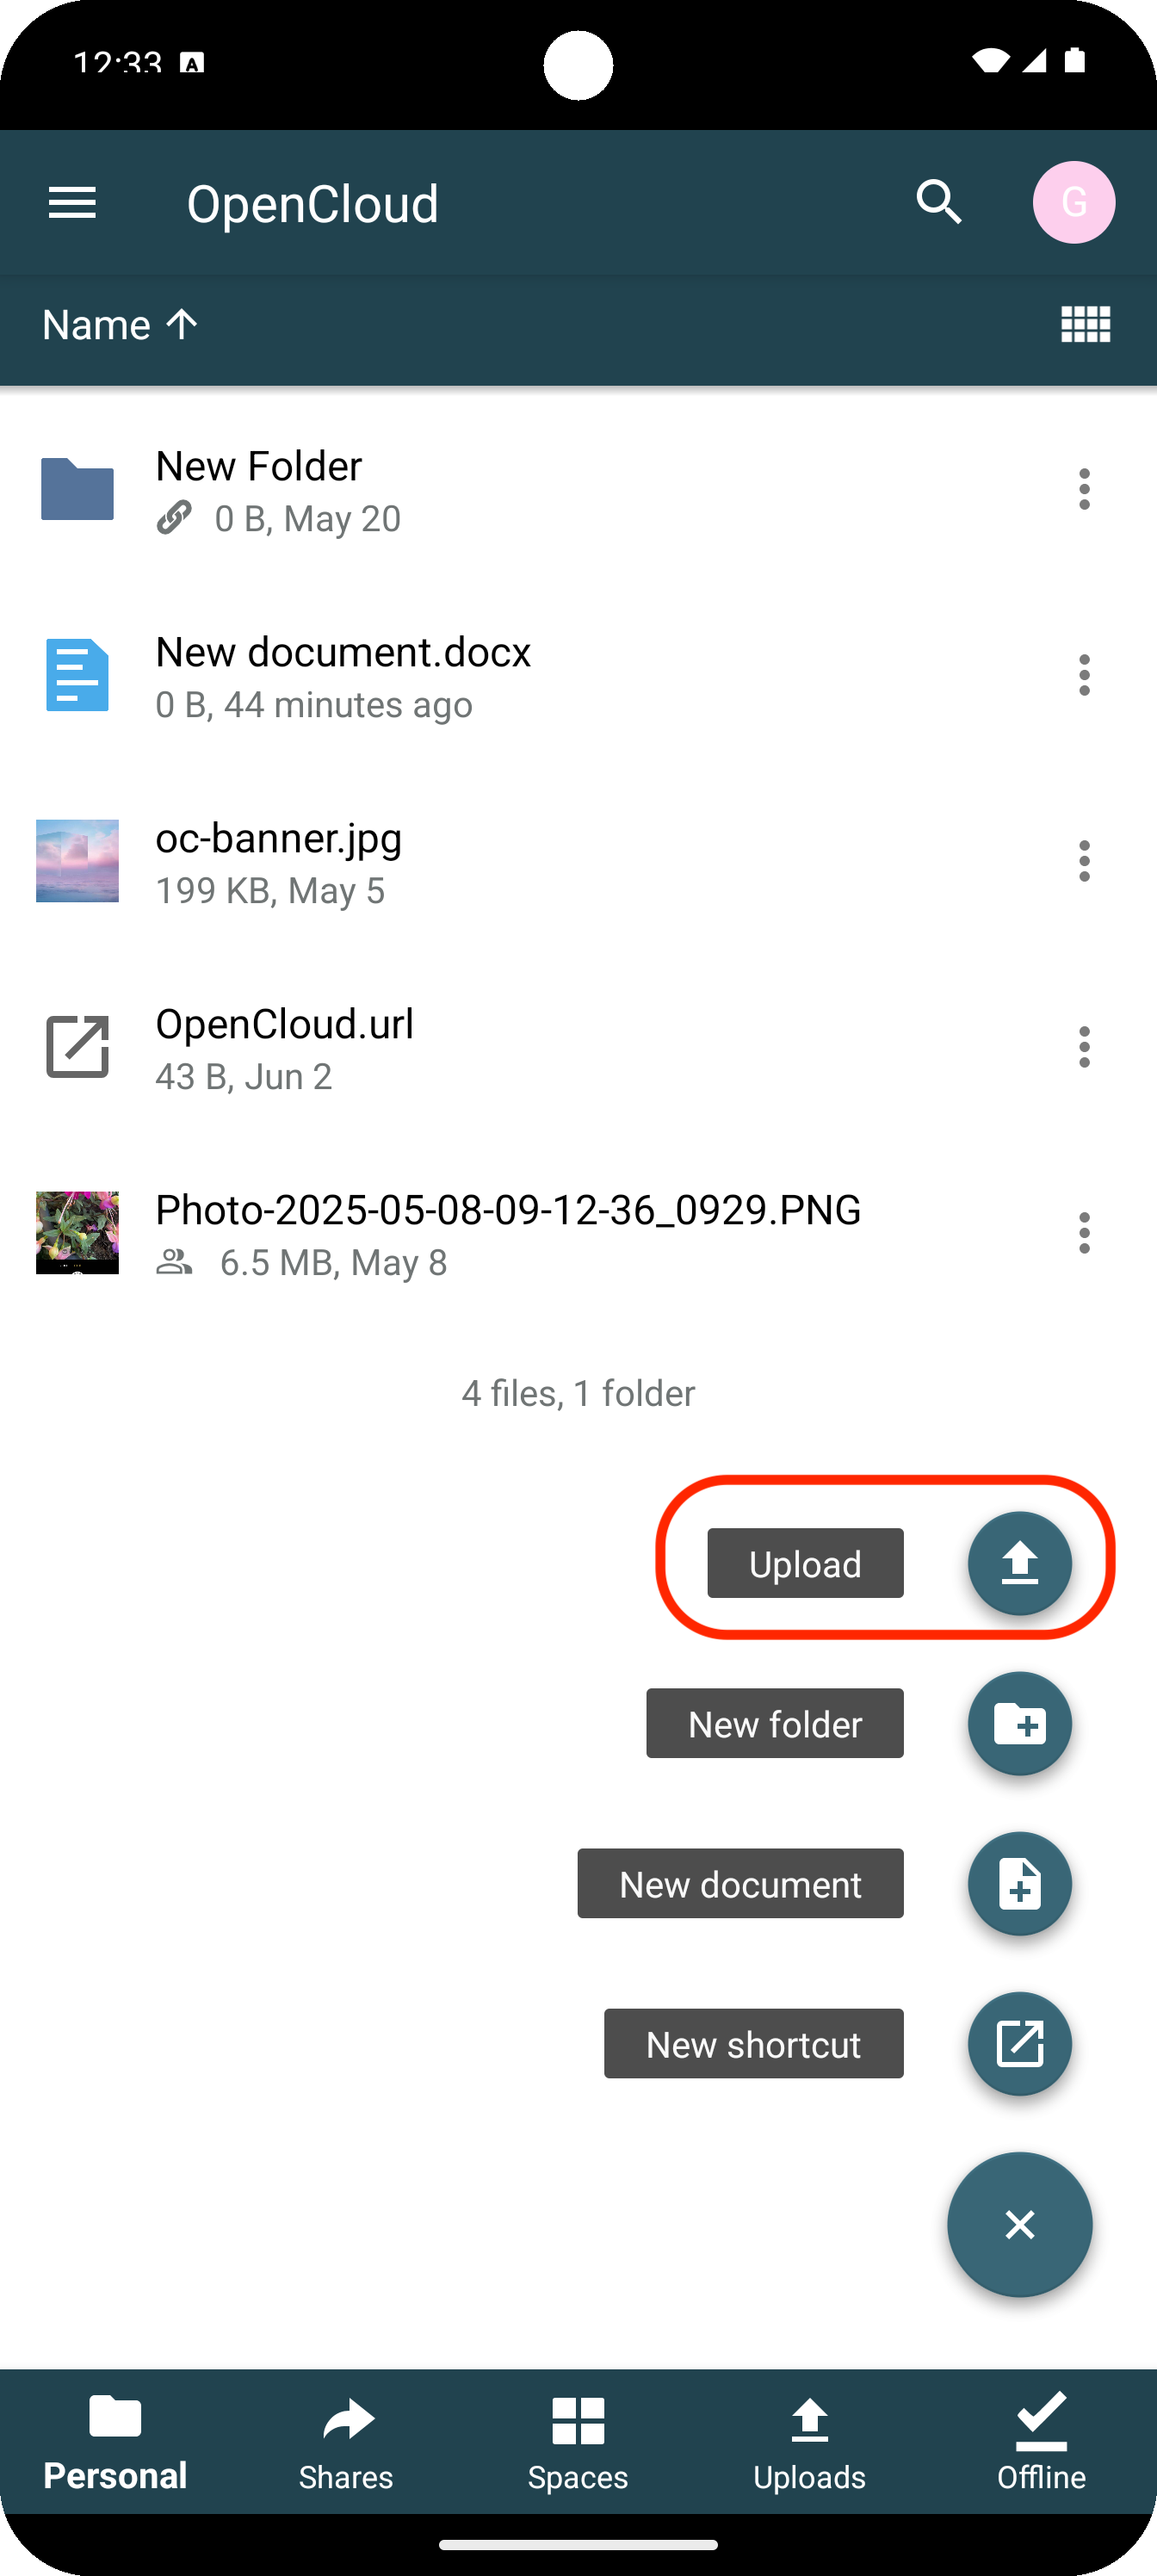 12:33
OpenCloud
G
Name
New Folder
0 B, May 20
New document.docx
0 B, 44 minutes ago
oc-banner.jpg
199 KB, May 5
OpenCloud.url
43 B, Jun 2
Photo-2025-05-08-09-12-36_0929.PNG
6.5 MB, May 8
4 files, 1 folder
Upload
New folder
New document
New shortcut
Personal
Shares
Spaces
Uploads
Offline